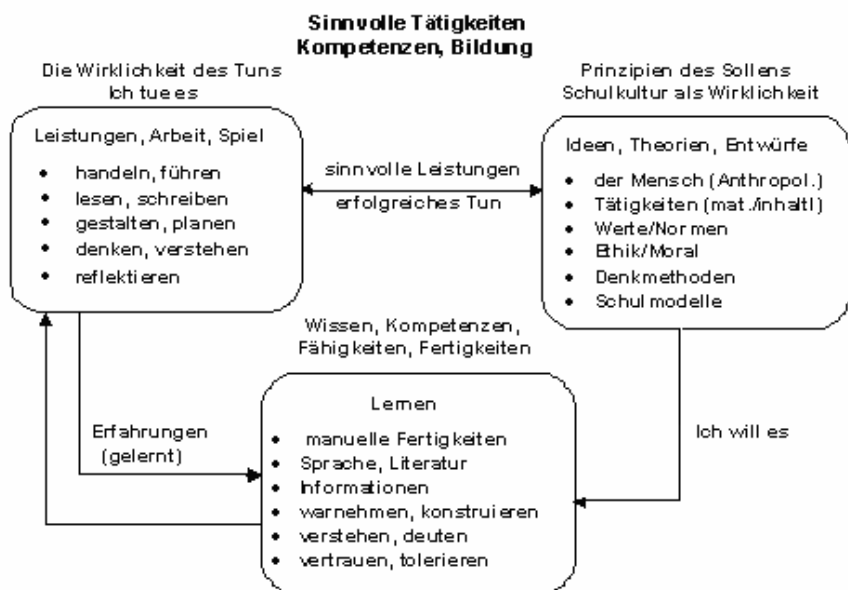 Sinnvolle Tätigkeiten
Kompetenzen, Bildung
Die Wirklichkeit des Tuns
Ich tue es
Prinzipien des Sollens
Schulkultur als Wirklichkeit
Leistungen, Arbeit, Spiel
• handeln, führen
• lesen, schreiben
• gestalten, planen
• denken, verstehen
• reflektieren
sinnvolle Leistungen
erfolgreiches Tun
Ideen, Theorien, Entwürfe
• der Mensch (Anthropol.)
• Tätigkeiten (mat./inhaltl)
• Werte/Normen
• Ethik/Moral
• Denkmethoden
• Schulmodelle
Wissen, Kompetenzen,
Fähigkeiten, Fertigkeiten
Lernen
• manuelle Fertigkeiten
• Sprache, Literatur
• Informationen
• warnehmen, konstruieren
• verstehen, deuten
• vertrauen, tolerieren
Erfahrungen
(gelernt)
Ich will es